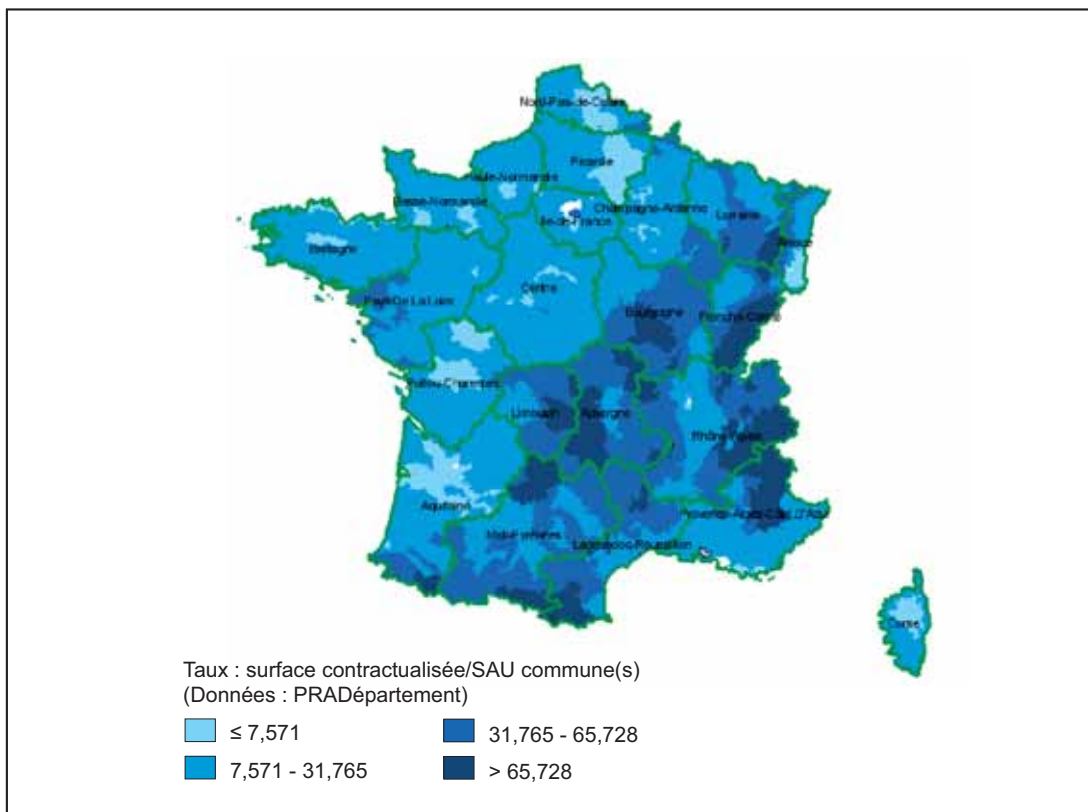 Nord-Pas-de-Calais
Picardie
Haute-Normandie
Basse-Normandie
Ile-de-France
Champagne-Ardenne
Lorraine
Alsace
Bretagne
Pays De La Loire
Centre
Bourgogne
Franche-Comté
Poitou-Charentes
Limousin
Auvergne
Rhône-Alpes
Aquitaine
Midi-Pyrénées
Languedoc-Roussillon
Provence-Alpes-Côte D'Azur
Corse
Taux : surface contractualisée/SAU commune(s)
(Données : PRADépartement)
≤ 7,571
31,765 - 65,728
7,571 - 31,765
> 65,728